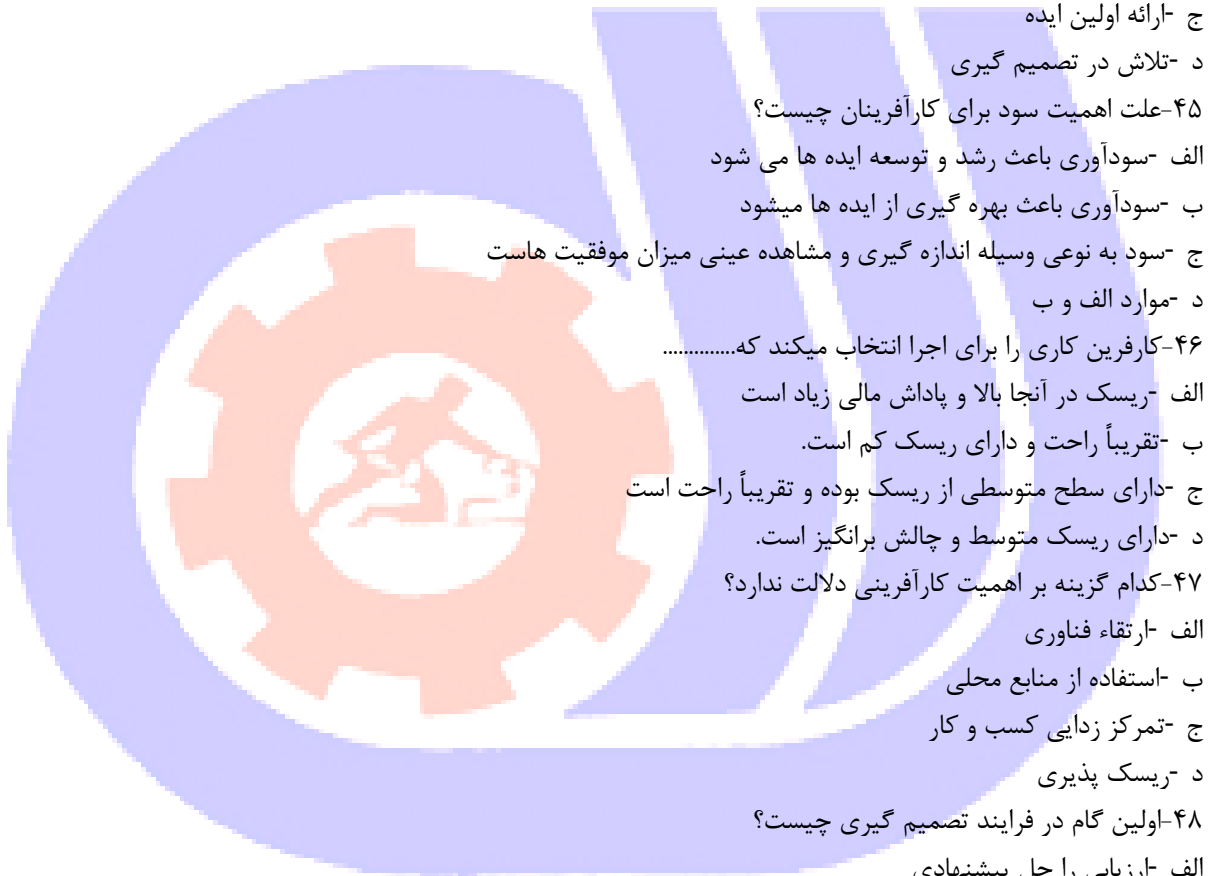 ج -ارائه اولین ایده
د -تلاش در تصمیم گیری
۴۵-علت اهمیت سود برای کارآفرینان چیست؟
الف -سودآوری باعث رشد و توسعه ایده ها می شود
ب -سودآوری باعث بهره گیری از ایده ها میشود
ج -سود به نوعی وسیله اندازه گیری و مشاهده عینی میزان موفقیت هاست
د -موارد الف و ب
۴۶-کارفرین کاری را برای اجرا انتخاب میکند که..............
الف -ریسک در آنجا بالا و پاداش مالی زیاد است
ب -تقریباً راحت و دارای ریسک کم است.
ج -دارای سطح متوسطی از ریسک بوده و تقریباً راحت است
د -دارای ریسک متوسط و چالش برانگیز است.
۴۷-کدام گزینه بر اهمیت کارآفرینی دلالت ندارد؟
الف -ارتقاء فناوری
ب -استفاده از منابع محلی
ج -تمرکز زدایی کسب و کار
د -ریسک پذیری
۴۸-اولین گام در فرایند تصمیم گیری چیست؟
الف -ارزیابی را حل پیشنهادی